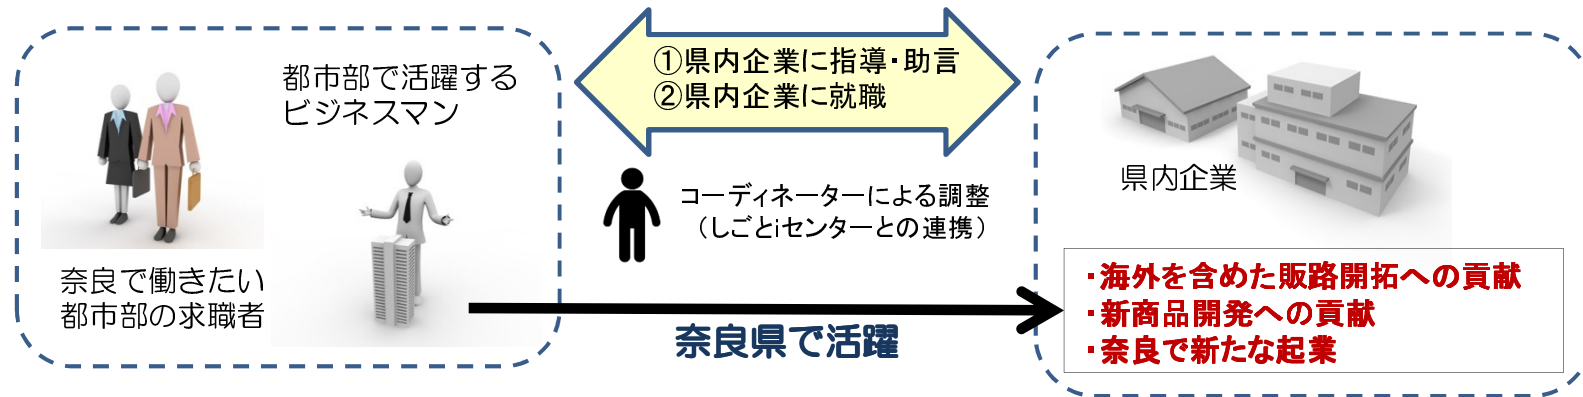 都市部で活躍する
ビジネスマン
奈良で働きたい
都市部の求職者
①県内企業に指導・助言
②県内企業に就職
コーディネーターによる調整
（しごとiセンターとの連携）
奈良県で活躍
県内企業
・海外を含めた販路開拓への貢献
・新商品開発への貢献
・奈良で新たな起業